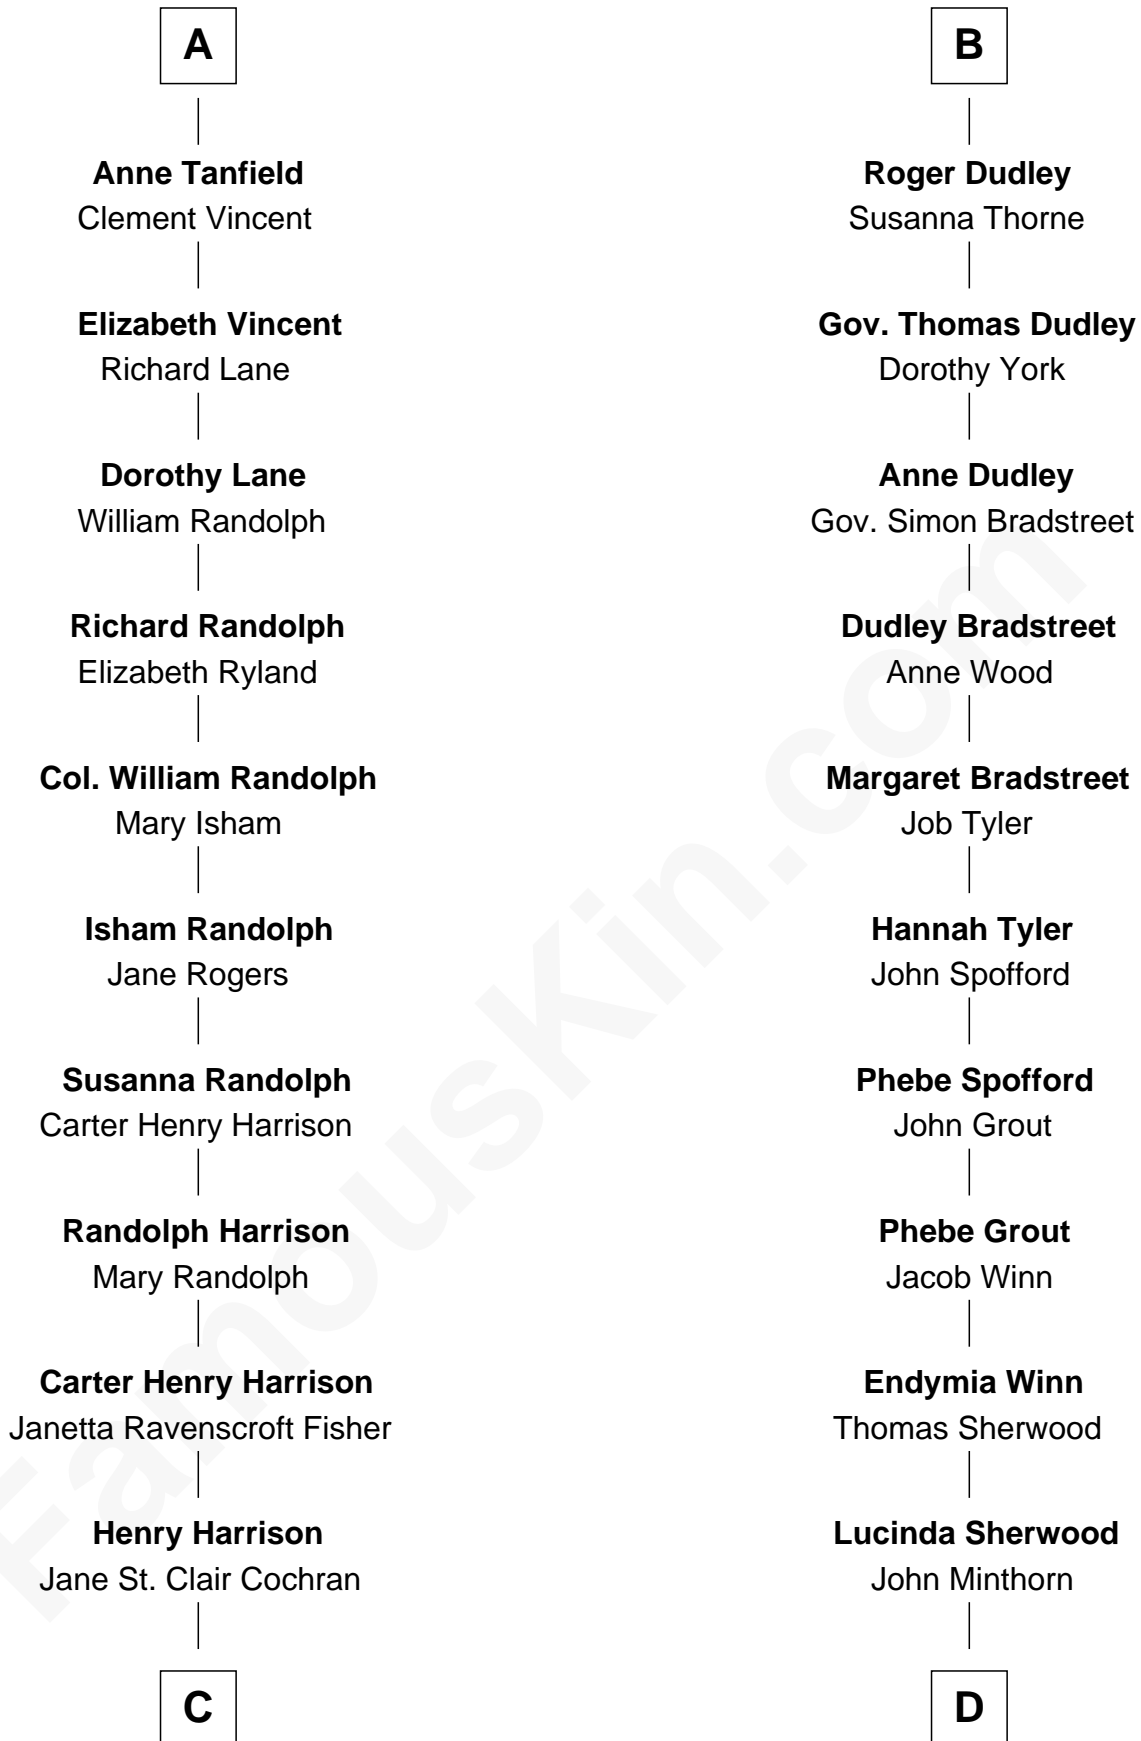 A
Anne Tanfield
Clement Vincent
Elizabeth Vincent
Richard Lane
Dorothy Lane
William Randolph
Richard Randolph
Elizabeth Ryland
Col. William Randolph
Mary Isham
Isham Randolph
Jane Rogers
Susanna Randolph
Carter Henry Harrison
Randolph Harrison
Mary Randolph
Carter Henry Harrison
Janetta Ravenscroft Fisher
Henry Harrison
Jane St. Clair Cochran
C
B
Roger Dudley
Susanna Thorne
Gov. Thomas Dudley
Dorothy York
Anne Dudley
Gov. Simon Bradstreet
Dudley Bradstreet
Anne Wood
Margaret Bradstreet
Job Tyler
Hannah Tyler
John Spofford
Phebe Spofford
John Grout
Phebe Grout
Jacob Winn
Endymia Winn
Thomas Sherwood
Lucinda Sherwood
John Minthorn
D
FamousKin.com